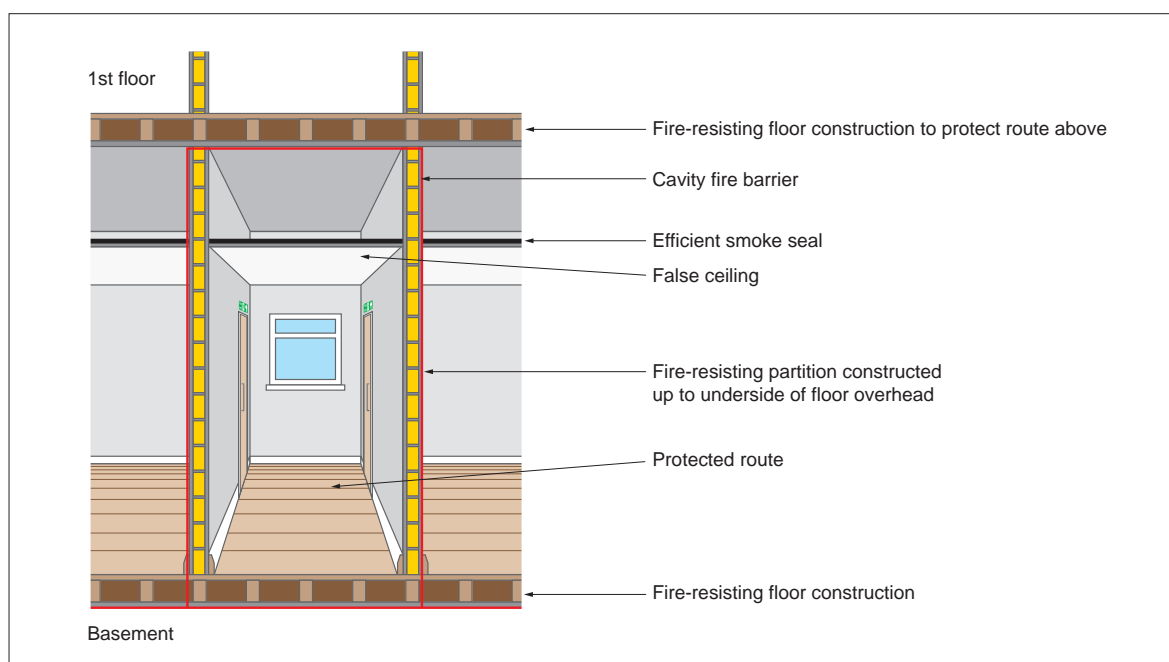 1st floor
Fire-resisting floor construction to protect route above
Cavity fire barrier
Efficient smoke seal
False ceiling
Fire-resisting partition constructed
up to underside of floor overhead
Protected route
Fire-resisting floor construction
Basement